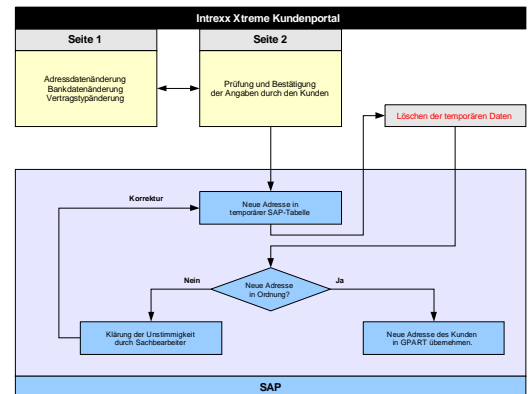 Intrexx Xtreme Kundenportal
Seite 1
Seite 2
Adressdatenänderung
Bankdatenänderung
Vertragstypänderung
Prüfung und Bestätigung
der Angaben durch den Kunden
Löschen der temporären Daten
Korrektur
Neue Adresse in
temporärer SAP-Tabelle
Nein
Neue Adresse
in Ordnung?
Ja
Klärung der Unstimmigkeit
durch Sachbearbeiter
Neue Adresse des Kunden
in GPART übernehmen.
SAP